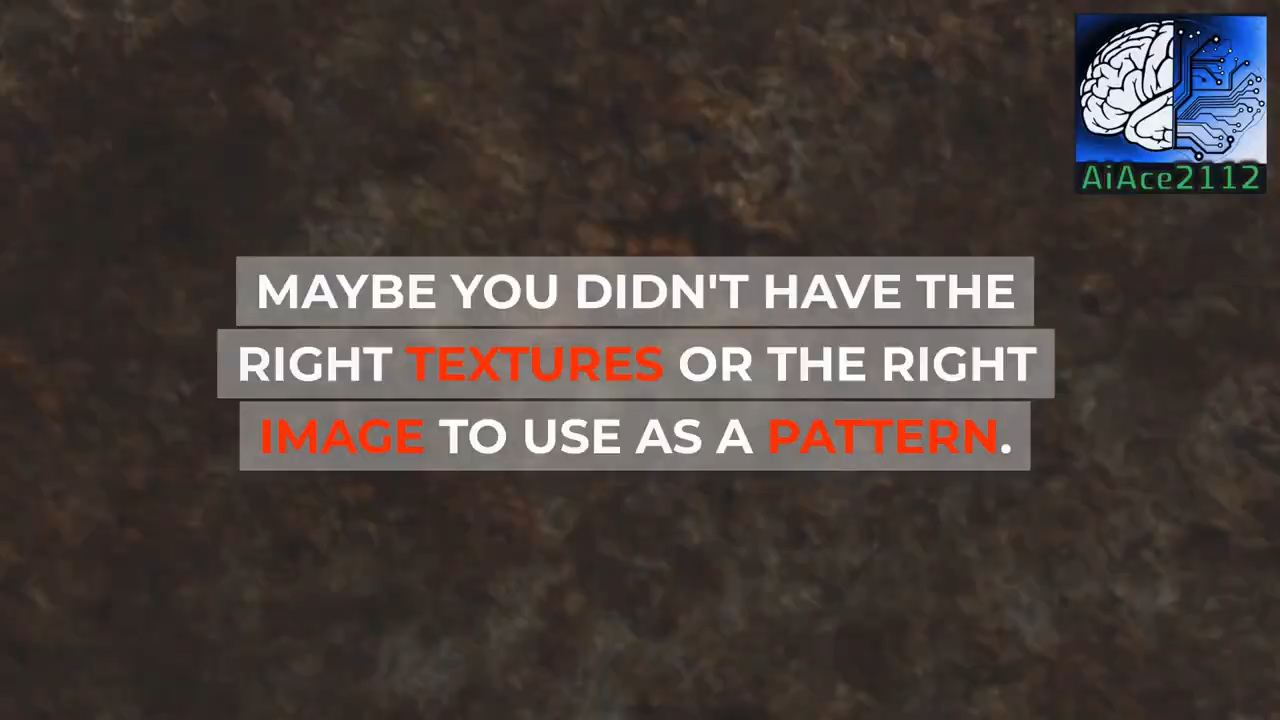 AiAce2112
MAYBE YOU DIDN'T HAVE THE
RIGHT TEXTURES OR THE RIGHT
IMAGE TO USE AS A PATTERN.